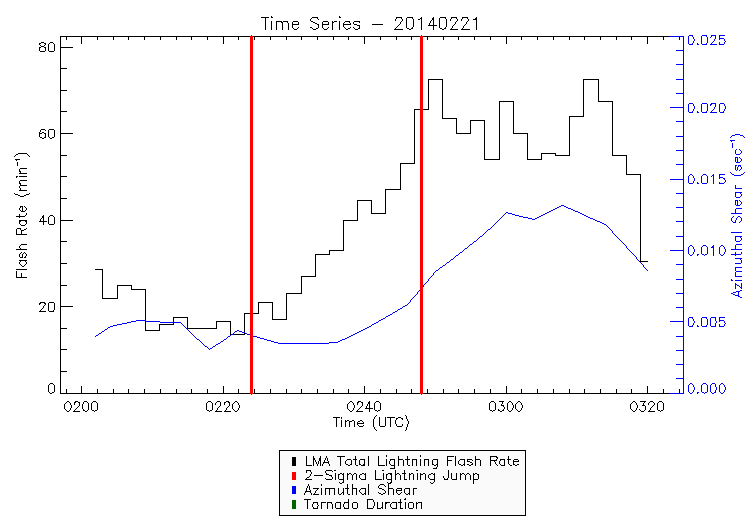 Time Series - 20140221
80
60
40
20
0
Flash Rate (min⁻¹)
0.025
0.020
0.015
0.010
0.005
0.000
Azimuthal Shear (sec⁻¹)
0200 0220 0240 0300 0320
Time (UTC)
LMA Total Lightning Flash Rate
2-Sigma Lightning Jump
Azimuthal Shear
Tornado Duration